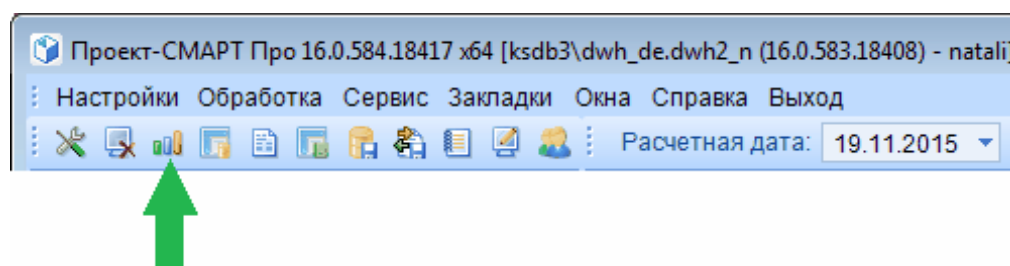 Проект-СМАРТ Про 16.0.584.18417 x64 [ksdb3\dwh_de.dwh2_n (16.0.583.18408) - natali]
Настройки Обработка Сервис Закладки Окна Справка Выход
Расчетная дата: 19.11.2015